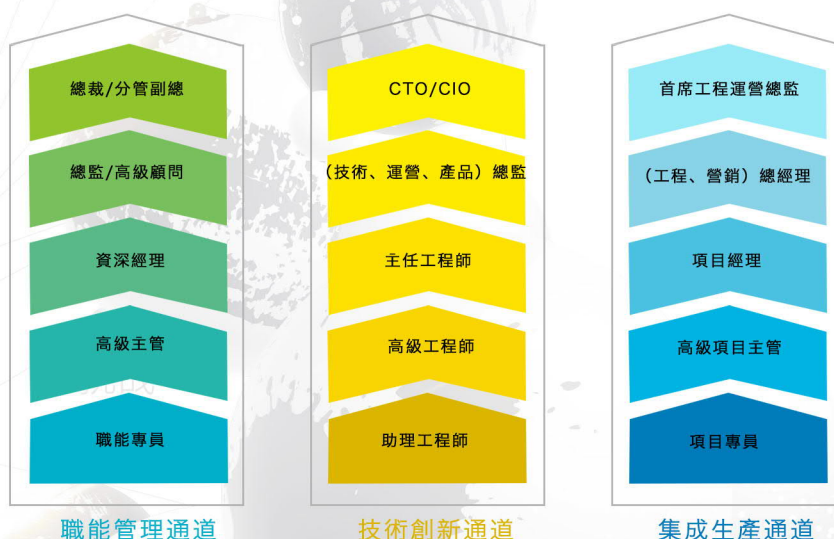 總裁/分管副總
總監/高級顧問
資深經理
高級主管
職能專員
職能管理通道
CTO/CIO
(技術、運營、產品)總監
主任工程師
高級工程師
助理工程師
技術創新通道
首席工程運營總監
(工程、營銷)總經理
項目經理
高級項目主管
項目專員
集成生產通道